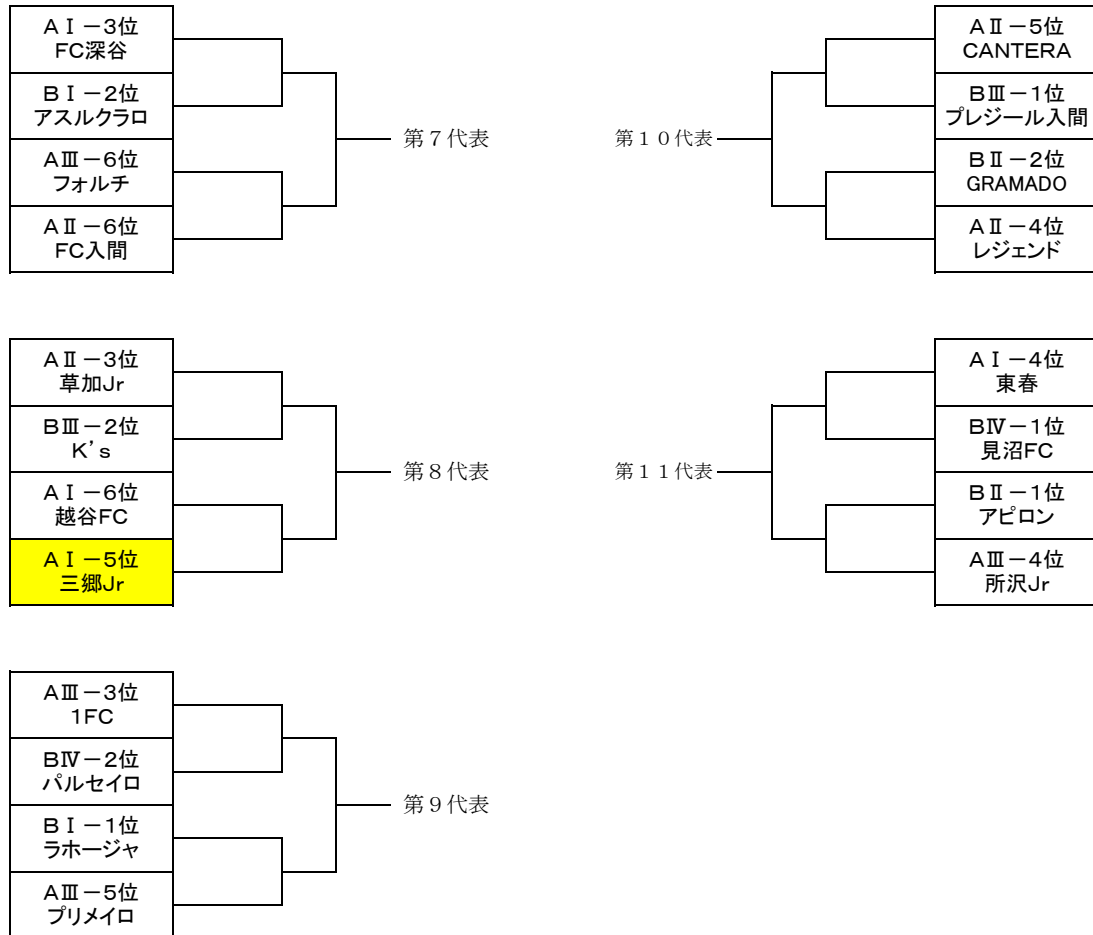 AⅠ－3位
FC深谷
BⅠ－2位
アスルクラロ
AⅢ－6位
フォルチ
AⅡ－6位
FC入間
第７代表
AⅡ－3位
草加Jr
BⅢ－2位
K’s
AⅠ－6位
越谷FC
AⅠ－5位
三郷Jr
第８代表
AⅢ－3位
1FC
BⅣ－2位
パルセイロ
BⅠ－1位
ラホージャ
AⅢ－5位
プリメイロ
第９代表
第１０代表
AⅡ－5位
CANTERA
BⅢ－1位
プレジール入間
BⅡ－2位
GRAMADO
AⅡ－4位
レジェンド
第１１代表
AⅠ－4位
東春
BⅣ－1位
見沼FC
BⅡ－1位
アピロン
AⅢ－4位
所沢Jr